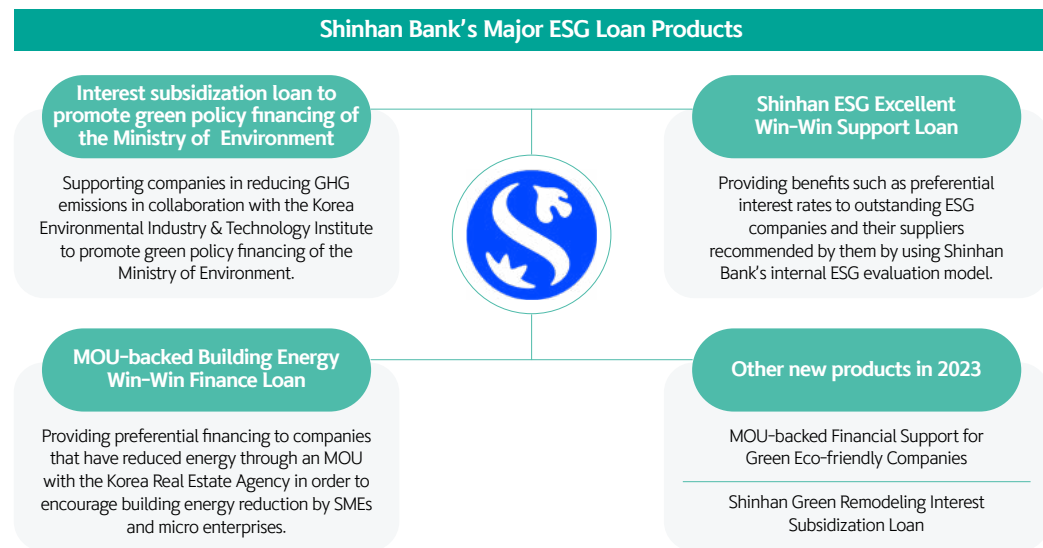 Shinhan Bank's Major ESG Loan Products
Interest subsidization loan to
promote green policy financing of
the Ministry of Environment
Supporting companies in reducing GHG
emissions in collaboration with the Korea
Environmental Industry & Technology Institute
to promote green policy financing of the
Ministry of Environment.
Shinhan ESG Excellent
Win-Win Support Loan
Providing benefits such as preferential
interest rates to outstanding ESG
companies and their suppliers
recommended by them by using Shinhan
Bank's internal ESG evaluation model.
MOU-backed Building Energy
Win-Win Finance Loan
Providing preferential financing to companies
that have reduced energy through an MOU
with the Korea Real Estate Agency in order to
encourage building energy reduction by SMEs
and micro enterprises.
Other new products in 2023
MOU-backed Financial Support for
Green Eco-friendly Companies
Shinhan Green Remodeling Interest
Subsidization Loan